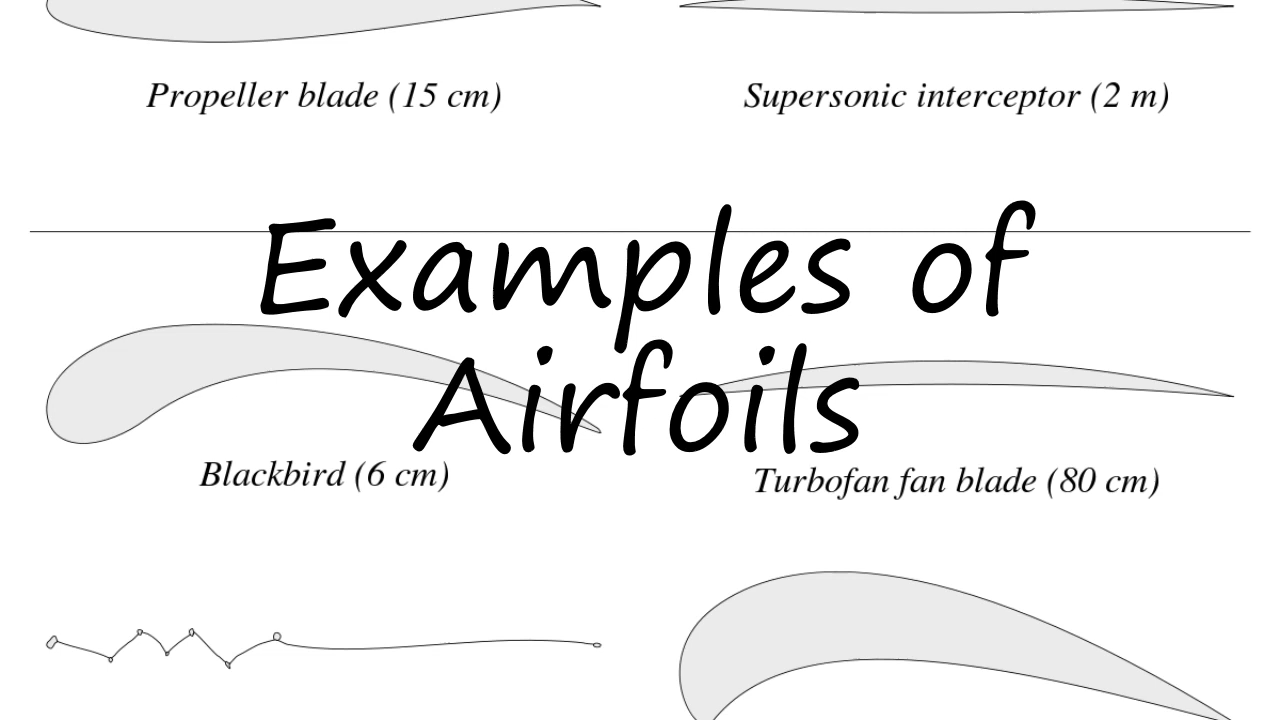 Propeller blade (15 cm)
Supersonic interceptor (2 m)
Examples of
Airfoils
Blackbird (6 cm)
Turbofan fan blade (80 cm)